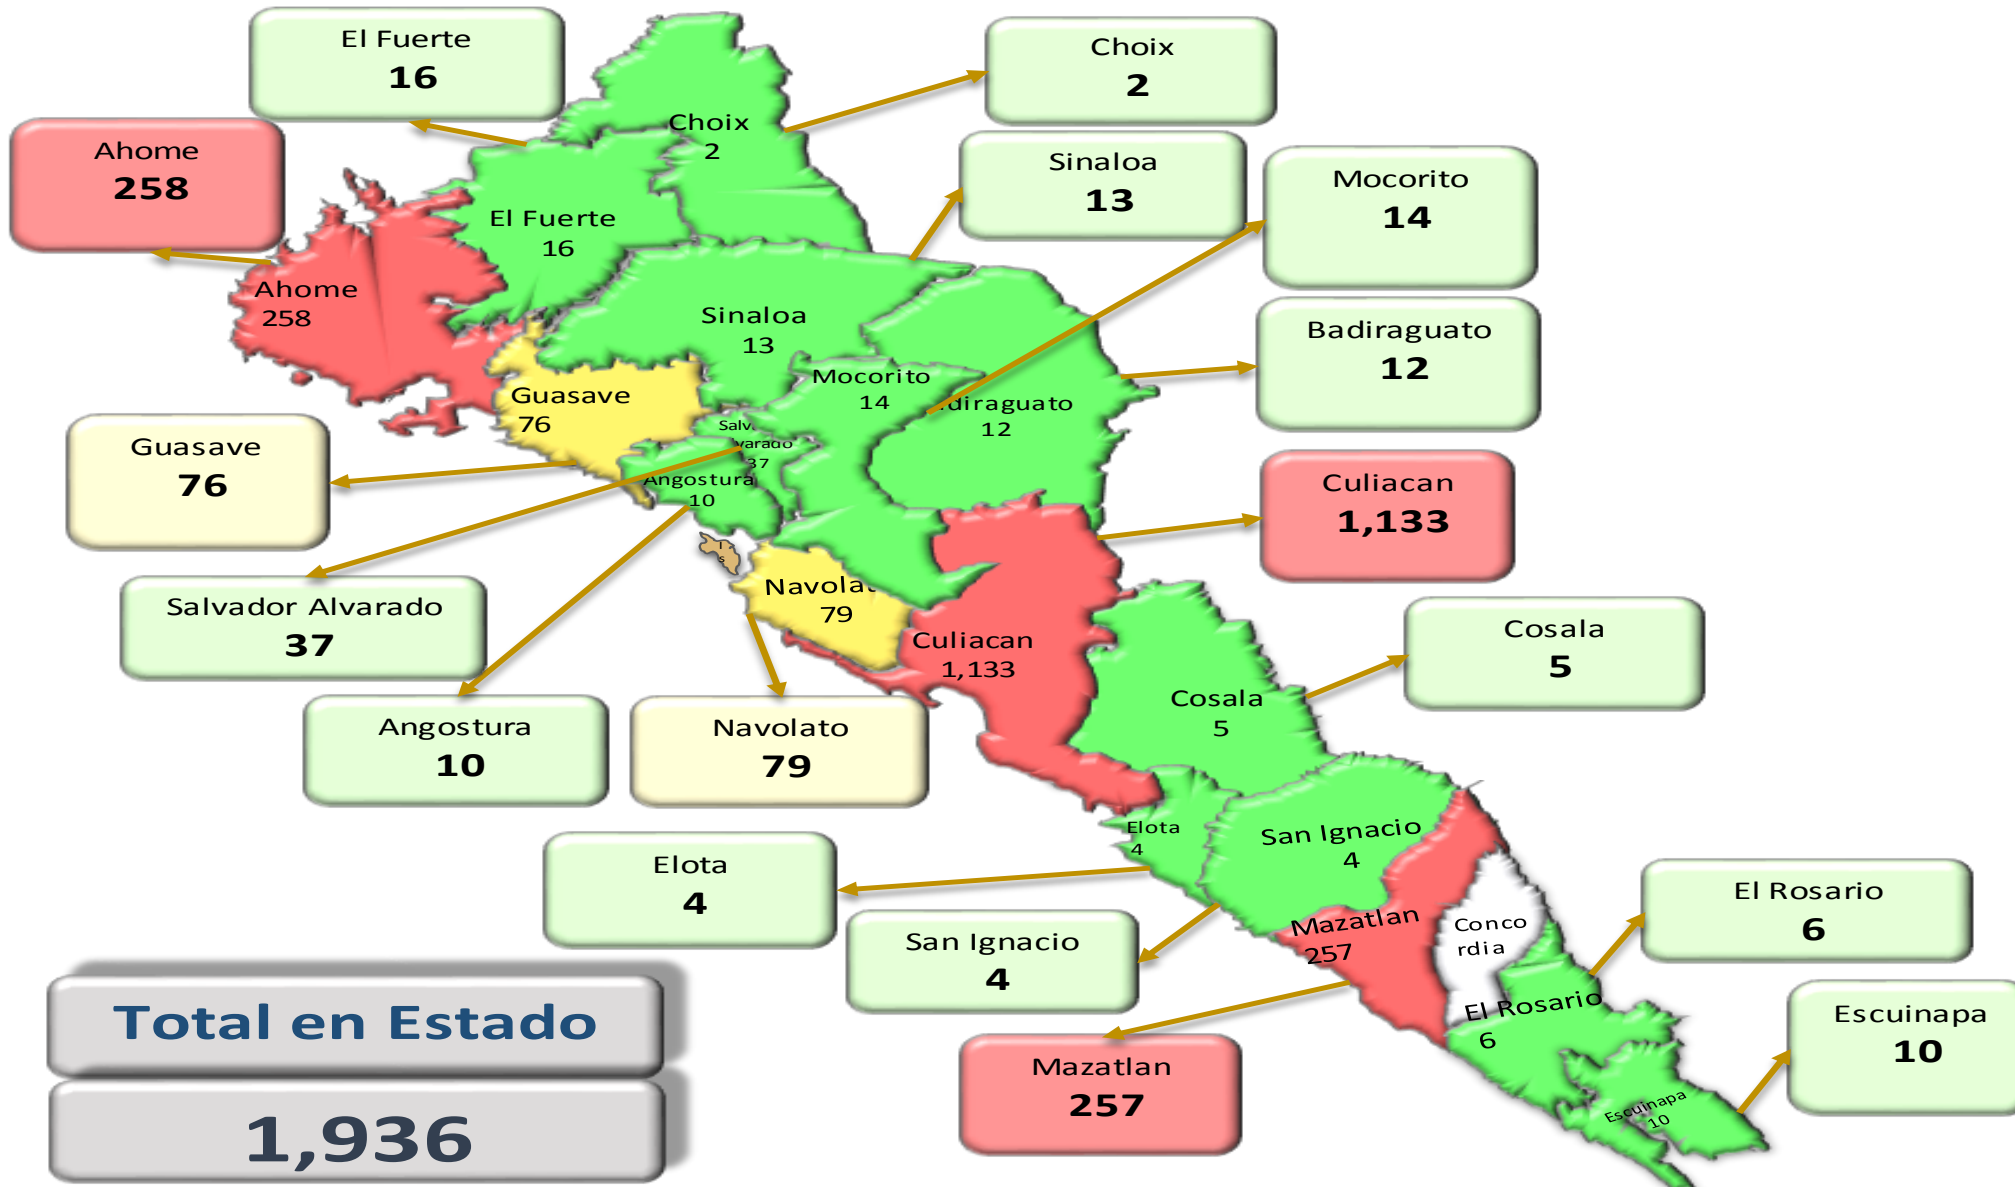 El Fuerte
16
Choix
2
Ahome
258
Sinaloa
13
Mocorito
14
Badiraguato
12
Guasave
76
Culiacan
1,133
Salvador Alvarado
37
Cosala
5
Angostura
10
Navolato
79
Elota
4
San Ignacio
4
El Rosario
6
Escuinapa
10
Mazatlan
257
Choix
2
El Fuerte
16
Ahome
258
Sinaloa
13
Mocorito
14
diraguato
12
Guasave
76
Salv
lvarado
37
Angostura
10
Navolat
79
Culiacan
1,133
Cosala
5
Elota
4
San Ignacio
4
Mazatlan
257
Conco
rdia
El Rosario
6
Escuinapa
10
Total en Estado
1,936